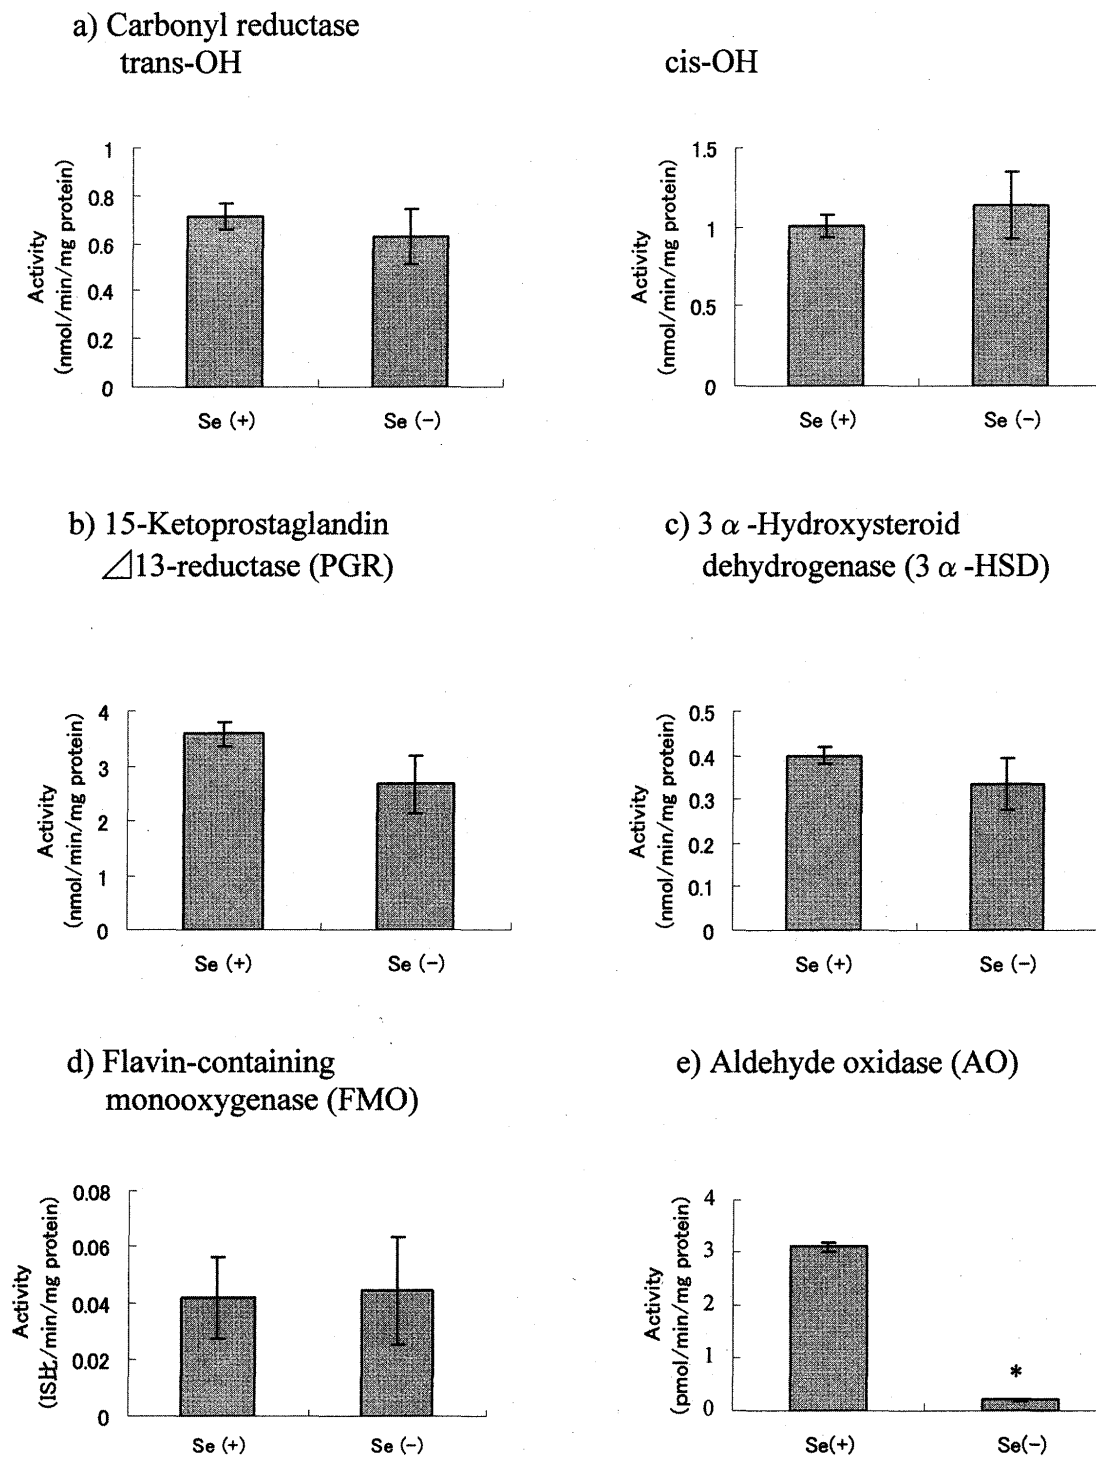 a) Carbonyl reductase
trans-OH
cis-OH
1
0.8
0.6
0.4
0.2
0
Activity
(nmol/min/mg protein)
Se (+)
Se (-)
1.5
1
0.5
0
Activity
(nmol/min/mg protein)
Se (+)
Se (-)
b) 15-Ketoprostaglandin
⊿13-reductase (PGR)
c) 3 α -Hydroxysteroid
dehydrogenase (3 α -HSD)
4
3
2
1
0
Activity
(nmol/min/mg protein)
Se (+)
Se (-)
0.5
0.4
0.3
0.2
0.1
0
Activity
(nmol/min/mg protein)
Se (+)
Se (-)
d) Flavin-containing
monooxygenase (FMO)
e) Aldehyde oxidase (AO)
0.08
0.06
0.04
0.02
0
Activity
(IS比/min/mg protein)
Se (+)
Se (-)
4
3
2
1
0
Activity
(pmol/min/mg protein)
*
Se(+)
Se(-)